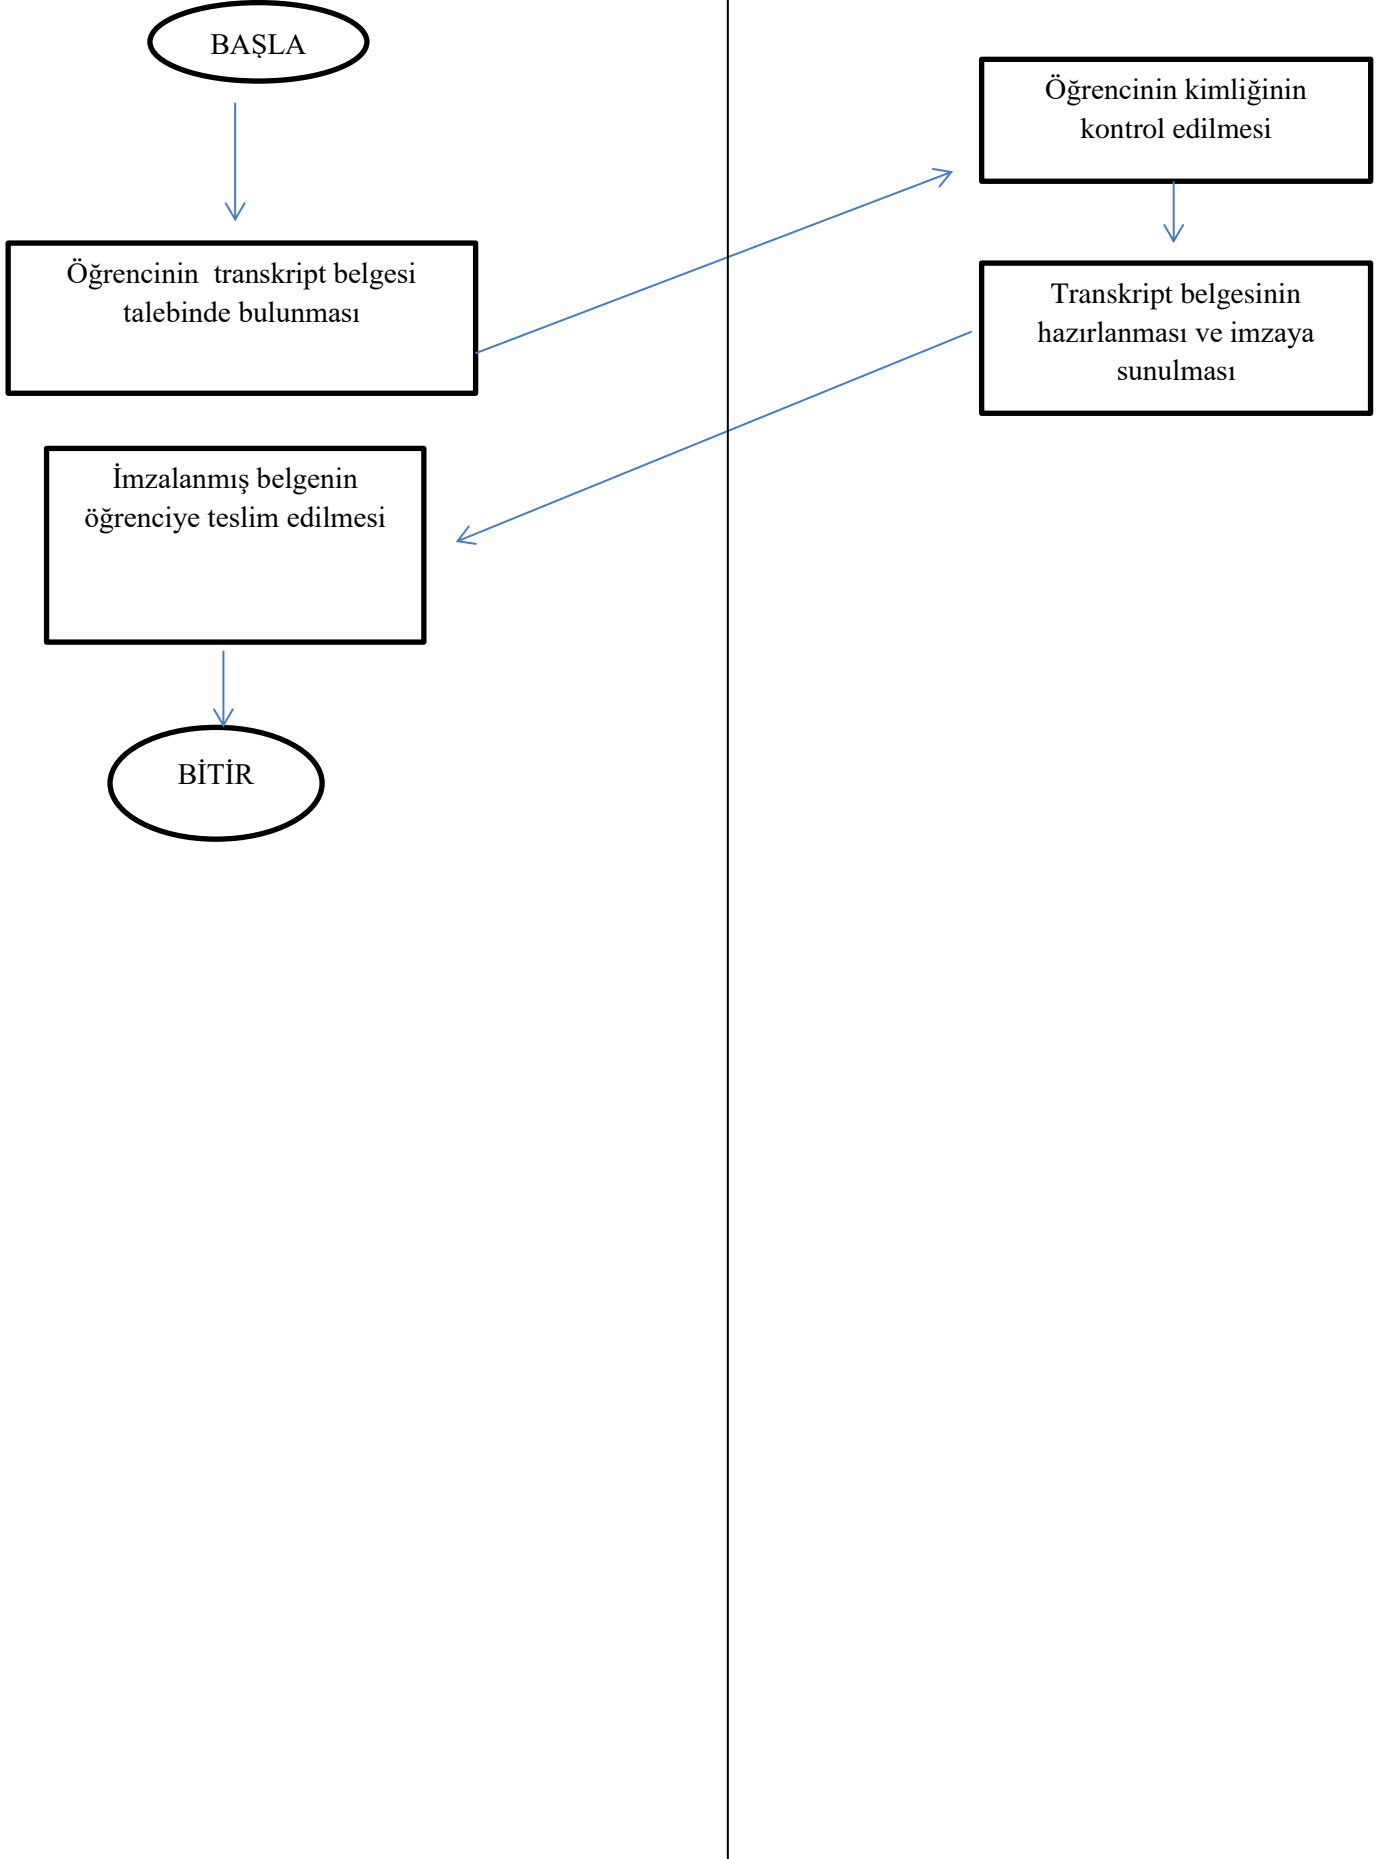 BAŞLA
Öğrencinin  transkript belgesi
talebinde bulunması
Öğrencinin kimliğinin
kontrol edilmesi
Transkript belgesinin
hazırlanması ve imzaya
sunulması
İmzalanmış belgenin
öğrenciye teslim edilmesi
BİTİR